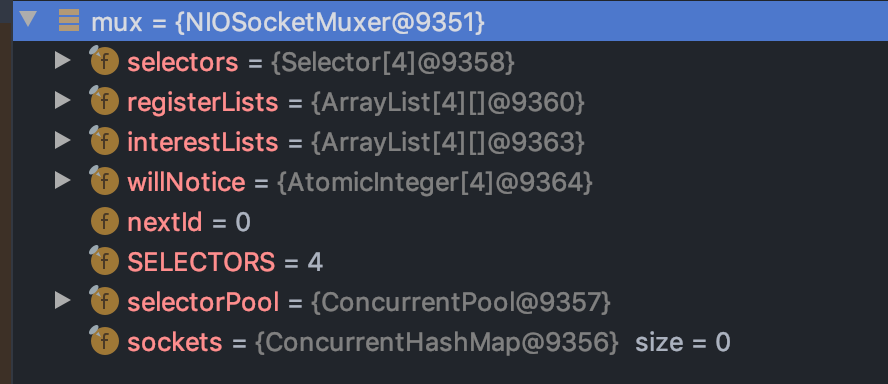 mux = {NIOSocketMuxer@9351}
f selectors = {Selector[4]@9358}
f registerLists = {ArrayList[4][]@9360}
f interestLists = {ArrayList[4][]@9363}
f willNotice = {AtomicInteger[4]@9364}
f nextId = 0
f SELECTORS = 4
f selectorPool = {ConcurrentPool@9357}
f sockets = {ConcurrentHashMap@9356} size = 0